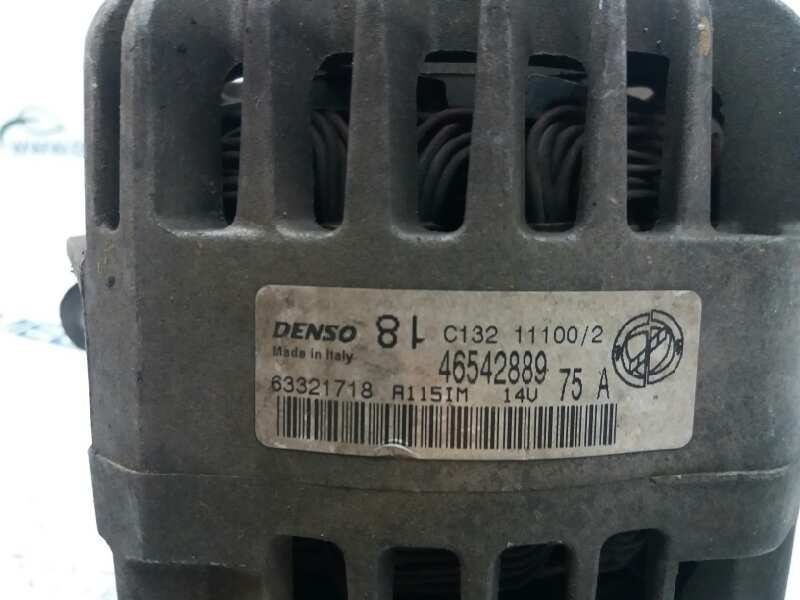 DENSO 81 C132 11100/2
Made in Italy 46542889
63321718 A115IM 14V 75 A